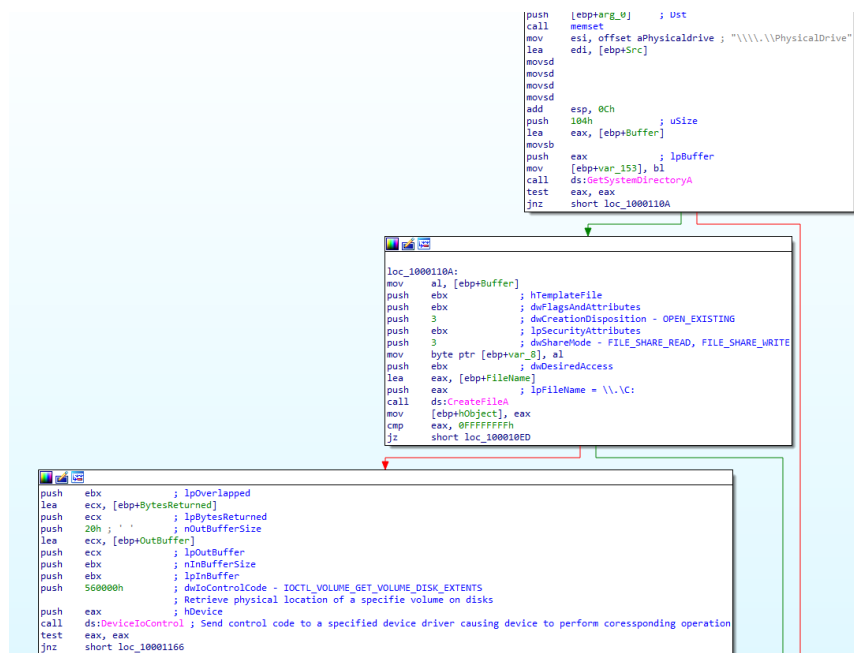 push [ebp+arg_0] ; Dst
call memset
mov esi, offset aPhysicaldrive ; "\\\\.\\PhysicalDrive"
lea edi, [ebp+Src]
movsd
movsd
movsd
movsd
add esp, 0Ch
push 104h ; uSize
lea eax, [ebp+Buffer]
movsb
push eax ; lpBuffer
mov [ebp+var_153], bl
call ds:GetSystemDirectoryA
test eax, eax
jnz short loc_1000110A
loc_1000110A:
mov al, [ebp+Buffer]
push ebx ; hTemplateFile
push ebx ; dwFlagsAndAttributes
push 3 ; dwCreationDisposition - OPEN_EXISTING
push ebx ; lpSecurityAttributes
push 3 ; dwShareMode - FILE_SHARE_READ, FILE_SHARE_WRITE
mov byte ptr [ebp+var_8], al
push ebx ; dwDesiredAccess
lea eax, [ebp+FileName]
push eax ; lpFileName = \\.\C:
call ds:CreateFileA
mov [ebp+hObject], eax
cmp eax, 0FFFFFFFFh
jz short loc_100010ED
push ebx ; lpOverlapped
lea ecx, [ebp+BytesReturned]
push ecx ; lpBytesReturned
push 20h ; ' ' ; nOutBufferSize
lea ecx, [ebp+OutBuffer]
push ecx ; lpOutBuffer
push ebx ; nInBufferSize
push ebx ; lpInBuffer
push 560000h ; dwIoControlCode - IOCTL_VOLUME_GET_VOLUME_DISK_EXTENTS
; Retrieve physical location of a specifie volume on disks
push eax ; hDevice
call ds:DeviceIoControl ; Send control code to a specified device driver causing device to perform coressponding operation
test eax, eax
jnz short loc_10001166